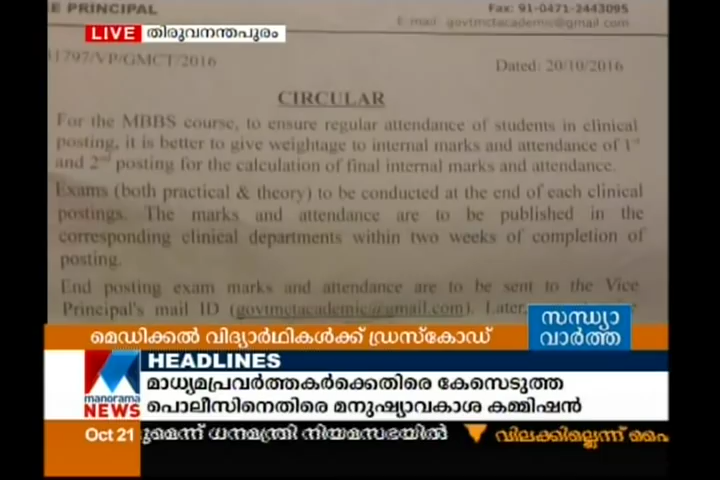 E PRINCIPAL
Fax: 91-0471-2443095
E mail govtmctacademic@gmail.com
LIVE തിരുവനന്തപുരം
1797/VP/GMCT/2016
Dated: 20/10/2016
CIRCULAR
For the MBBS course, to ensure regular attendance of students in clinical
posting, it is better to give weightage to internal marks and attendance of 1st
and 2nd posting for the calculation of final internal marks and attendance.
Exams (both practical & theory) to be conducted at the end of each clinical
postings. The marks and attendance are to be published in the
corresponding clinical departments within two weeks of completion of
posting.
End posting exam marks and attendance are to be sent to the Vice
Principal's mail ID (govtmctacademic@gmail.com). Later,
സന്ധ്യാ
വാർത്ത
മെഡിക്കൽ വിദ്യാർഥികൾക്ക് ഡ്രസ്കോഡ്
HEADLINES
മാധ്യമപ്രവർത്തകർക്കെതിരെ കേസെടുത്ത
പൊലീസിനെതിരെ മനുഷ്യാവകാശ കമ്മിഷൻ
manorama
NEWS
Oct 21
മെന്ന് ധനമന്ത്രി നിയമസഭയിൽ വിലക്കില്ലെന്ന് ഹൈ